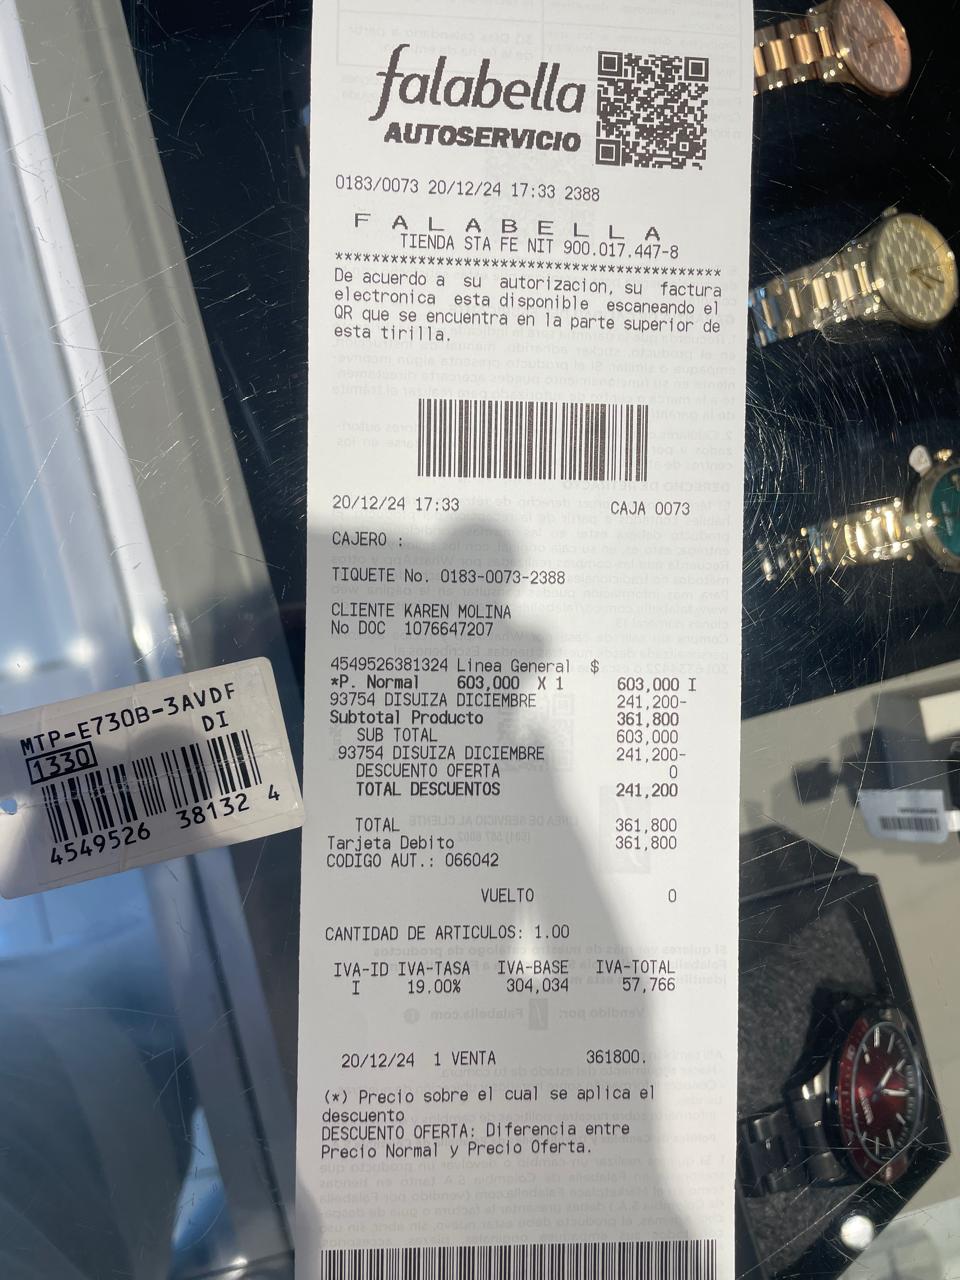 falabella
AUTOSERVICIO
0183/0073 20/12/24 17:33 2388
F A L A B E L L A
TIENDA STA FE NIT 900.017.447-8
******************************************
De acuerdo a su autorizacion, su factura
electronica esta disponible escaneando el
QR que se encuentra en la parte superior de
esta tirilla.
20/12/24 17:33 CAJA 0073
CAJERO :
TIQUETE No. 0183-0073-2388
CLIENTE KAREN MOLINA
No DOC 1076647207
4549526381324 Linea General $
*P. Normal 603,000 X 1 603,000 I
93754 DISUIZA DICIEMBRE 241,200-
Subtotal Producto 361,800
SUB TOTAL 603,000
93754 DISUIZA DICIEMBRE 241,200-
DESCUENTO OFERTA 0
TOTAL DESCUENTOS 241,200
TOTAL 361,800
Tarjeta Debito 361,800
CODIGO AUT.: 066042
VUELTO 0
CANTIDAD DE ARTICULOS: 1.00
IVA-ID IVA-TASA IVA-BASE IVA-TOTAL
I 19.00% 304,034 57,766
20/12/24 1 VENTA 361800.
(*) Precio sobre el cual se aplica el
descuento
DESCUENTO OFERTA: Diferencia entre
Precio Normal y Precio Oferta.
MTP-E730B-3AVDF
DI
1330
4549526 38132 4